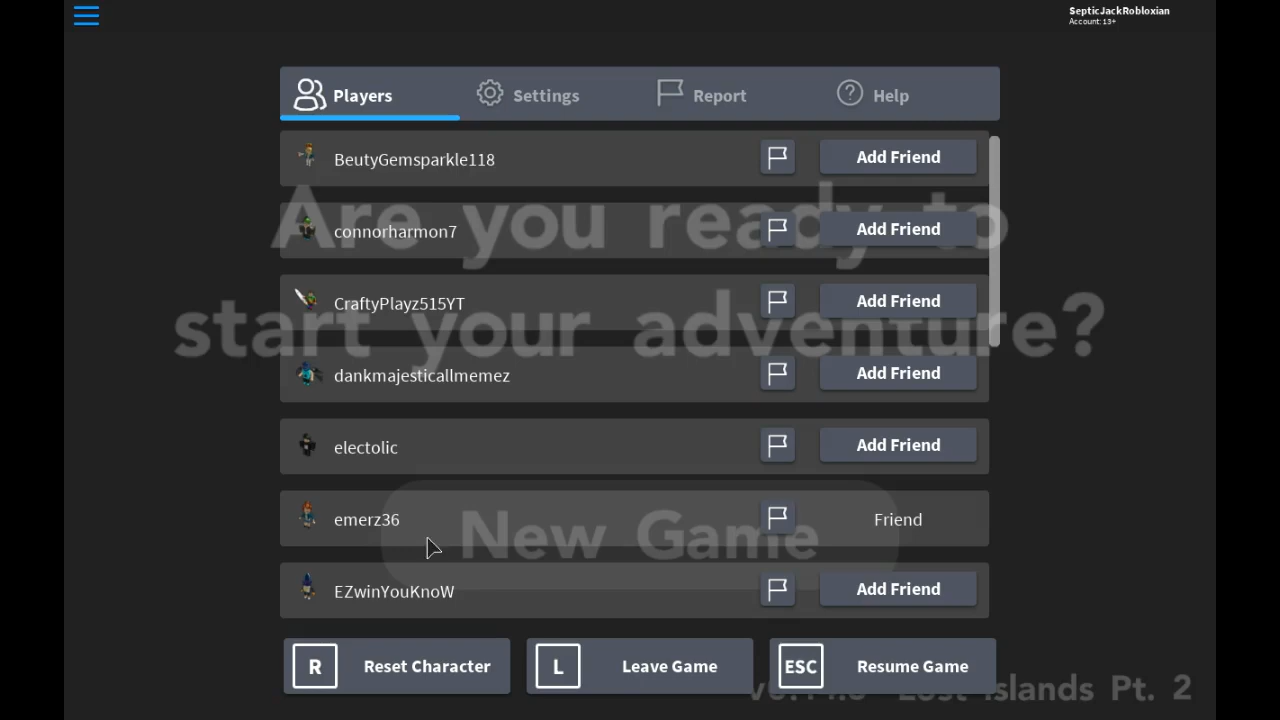 SepticJackRobloxian
Account: 13+
Players
Settings
Report
Help
BeutyGemsparkle118
Add Friend
Are you ready to
connorharmon7
Add Friend
CraftyPlayz515YT
Add Friend
start your adventure?
dankmajesticallmemez
Add Friend
electolic
Add Friend
emerz36
Friend
New Game
EZwinYouKnoW
Add Friend
R Reset Character
L Leave Game
ESC Resume Game
Lost Islands Pt. 2